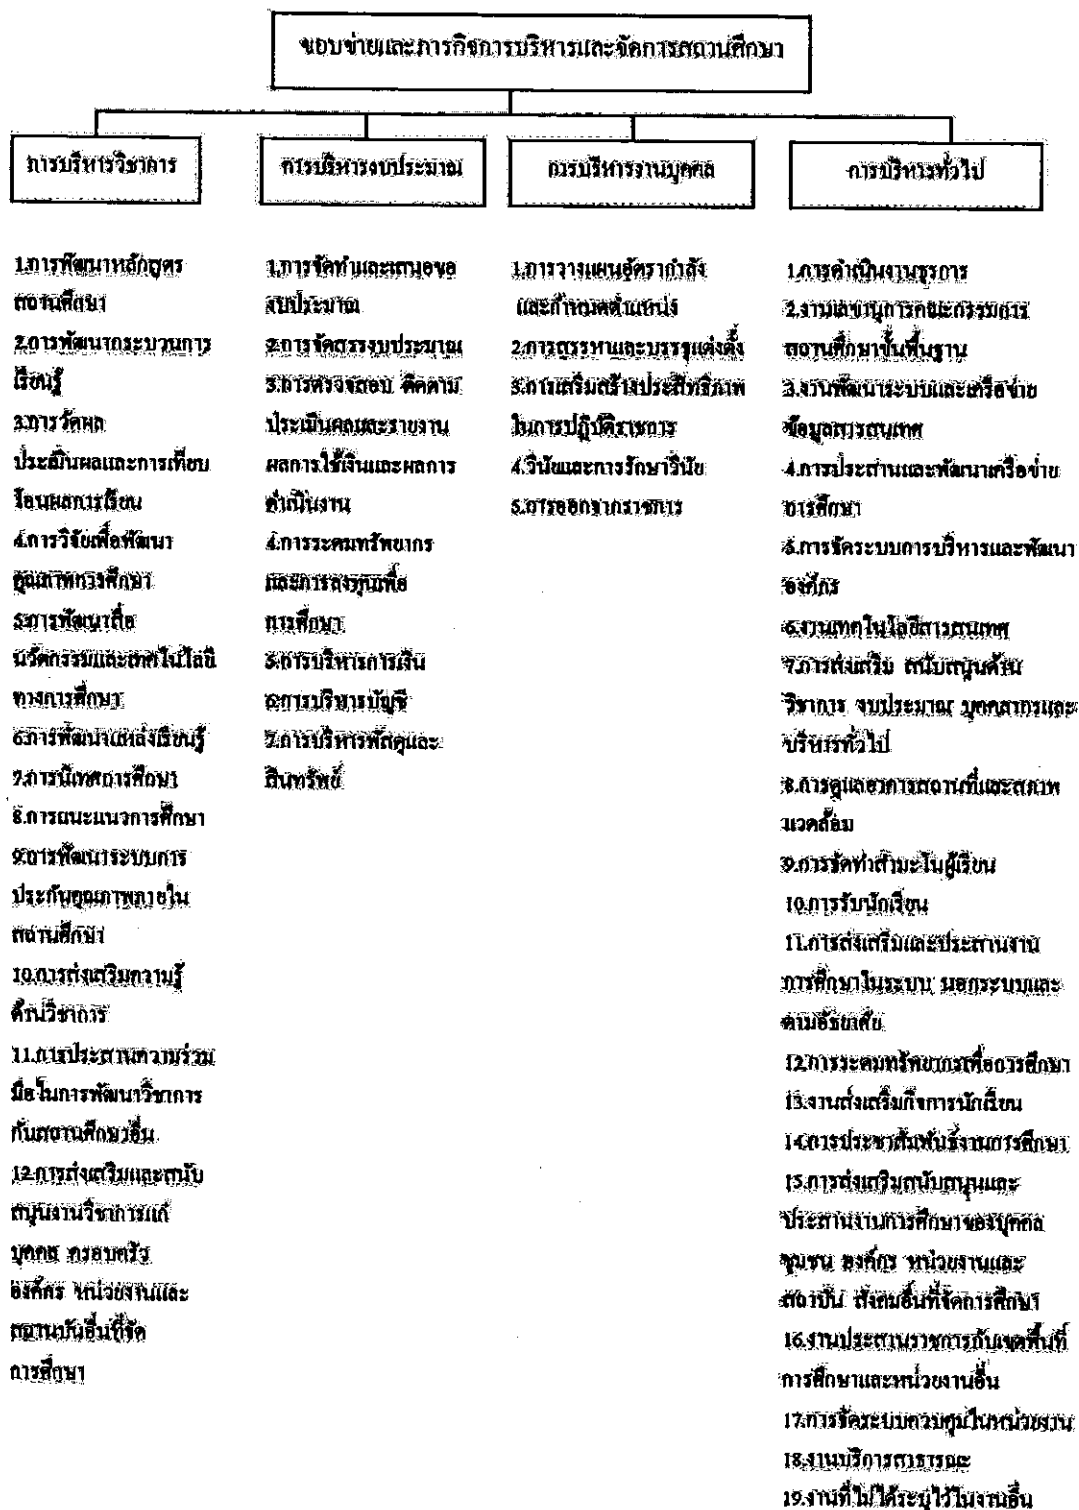 ขอบข่ายและภารกิจการบริหารและจัดการสถานศึกษา
การบริหารวิชาการ
การบริหารงบประมาณ
การบริหารงานบุคคล
การบริหารทั่วไป
1.การพัฒนาหลักสูตร
สถานศึกษา
2.การพัฒนากระบวนการ
เรียนรู้
3.การวัดผล
ประเมินผลและการเทียบ
โอนผลการเรียน
4.การวิจัยเพื่อพัฒนา
คุณภาพการศึกษา
5.การพัฒนาสื่อ
นวัตกรรมและเทคโนโลยี
ทางการศึกษา
6.การพัฒนาแหล่งเรียนรู้
7.การนิเทศการศึกษา
8.การแนะแนวการศึกษา
9.การพัฒนาระบบการ
ประกันคุณภาพภายใน
สถานศึกษา
10.การส่งเสริมความรู้
ด้านวิชาการ
11.การประสานความร่วม
มือในการพัฒนาวิชาการ
กับสถานศึกษาอื่น
12.การส่งเสริมและสนับ
สนุนงานวิชาการแก่
บุคคล ครอบครัว
องค์กร หน่วยงานและ
สถานบันอื่นที่จัด
การศึกษา
1.การจัดทำและเสนอขอ
งบประมาณ
2.การจัดสรรงบประมาณ
3.การตรวจสอบ ติดตาม
ประเมินผลและรายงาน
ผลการใช้เงินและผลการ
ดำเนินงาน
4.การระดมทรัพยากร
และการลงทุนเพื่อ
การศึกษา
5.การบริหารการเงิน
6.การบริหารบัญชี
7.การบริหารพัสดุและ
สินทรัพย์
1.การวางแผนอัตรากำลัง
และกำหนดตำแหน่ง
2.การสรรหาและบรรจุแต่งตั้ง
3.การเสริมสร้างประสิทธิภาพ
ในการปฏิบัติราชการ
4.วินัยและการรักษาวินัย
5.การออกจากราชการ
1.การดำเนินงานธุรการ
2.งานเลขานุการคณะกรรมการ
สถานศึกษาขั้นพื้นฐาน
3.งานพัฒนาระบบและเครือข่าย
ข้อมูลสารสนเทศ
4.การประสานและพัฒนาเครือข่าย
การศึกษา
5.การจัดระบบการบริหารและพัฒนา
องค์กร
6.งานเทคโนโลยีสารสนเทศ
7.การส่งเสริม สนับสนุนด้าน
วิชาการ งบประมาณ บุคคลากรและ
บริหารทั่วไป
8.การดูแลอาคารสถานที่และสภาพ
แวดล้อม
9.การจัดทำสำมะโนผู้เรียน
10.การรับนักเรียน
11.การส่งเสริมและประสานงาน
การศึกษาในระบบ นอกระบบและ
ตามอัธยาศัย
12.การระดมทรัพยากรเพื่อการศึกษา
13.งานส่งเสริมกิจการนักเรียน
14.การประชาสัมพันธ์งานการศึกษา
15.การส่งเสริมสนับสนุนและ
ประสานงานการศึกษาของบุคคล
ชุมชน องค์กร หน่วยงานและ
สถาบัน สังคมอื่นที่จัดการศึกษา
16.งานประสานราชการกับเขตพื้นที่
การศึกษาและหน่วยงานอื่น
17.การจัดระบบควบคุมในหน่วยงาน
18.งานบริการสาธารณะ
19.งานที่ไม่ได้ระบุไว้ในงานอื่น